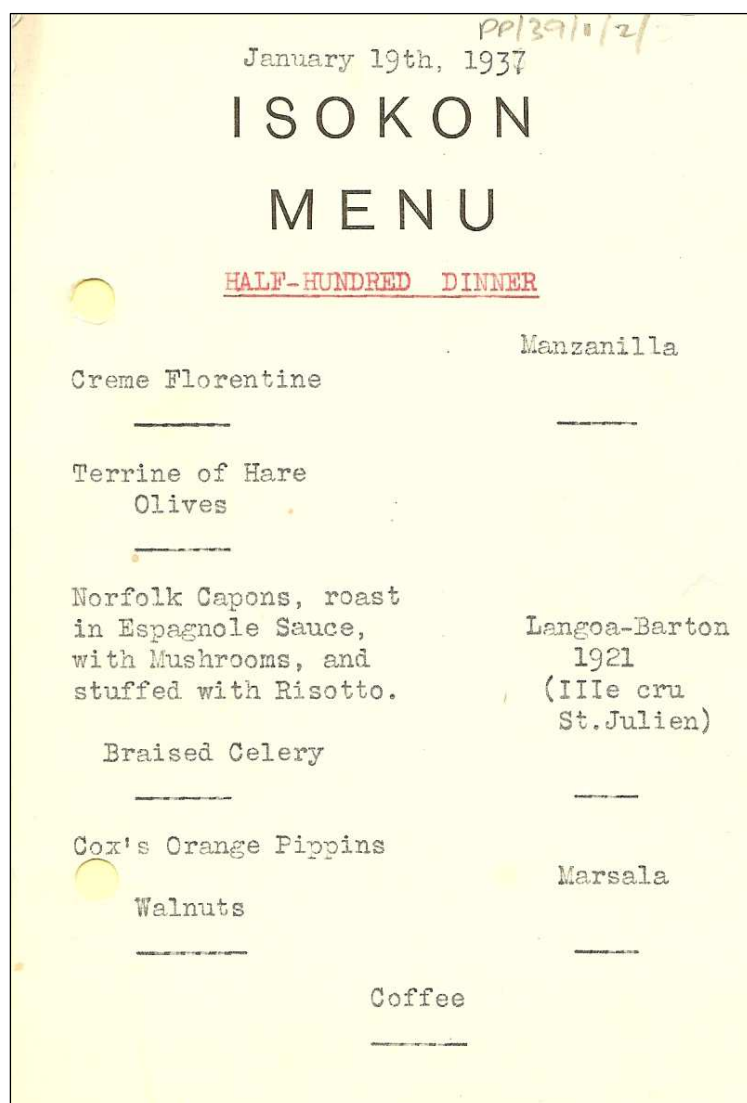 PP/39/1/2/
January 19th, 1937
ISOKON
MENU
HALF-HUNDRED DINNER
Manzanilla
Creme Florentine
Terrine of Hare
Olives
Norfolk Capons, roast
in Espagnole Sauce,
with Mushrooms, and
stuffed with Risotto.
Langoa-Barton
1921
(IIIe cru
St.Julien)
Braised Celery
Cox's Orange Pippins
Marsala
Walnuts
Coffee